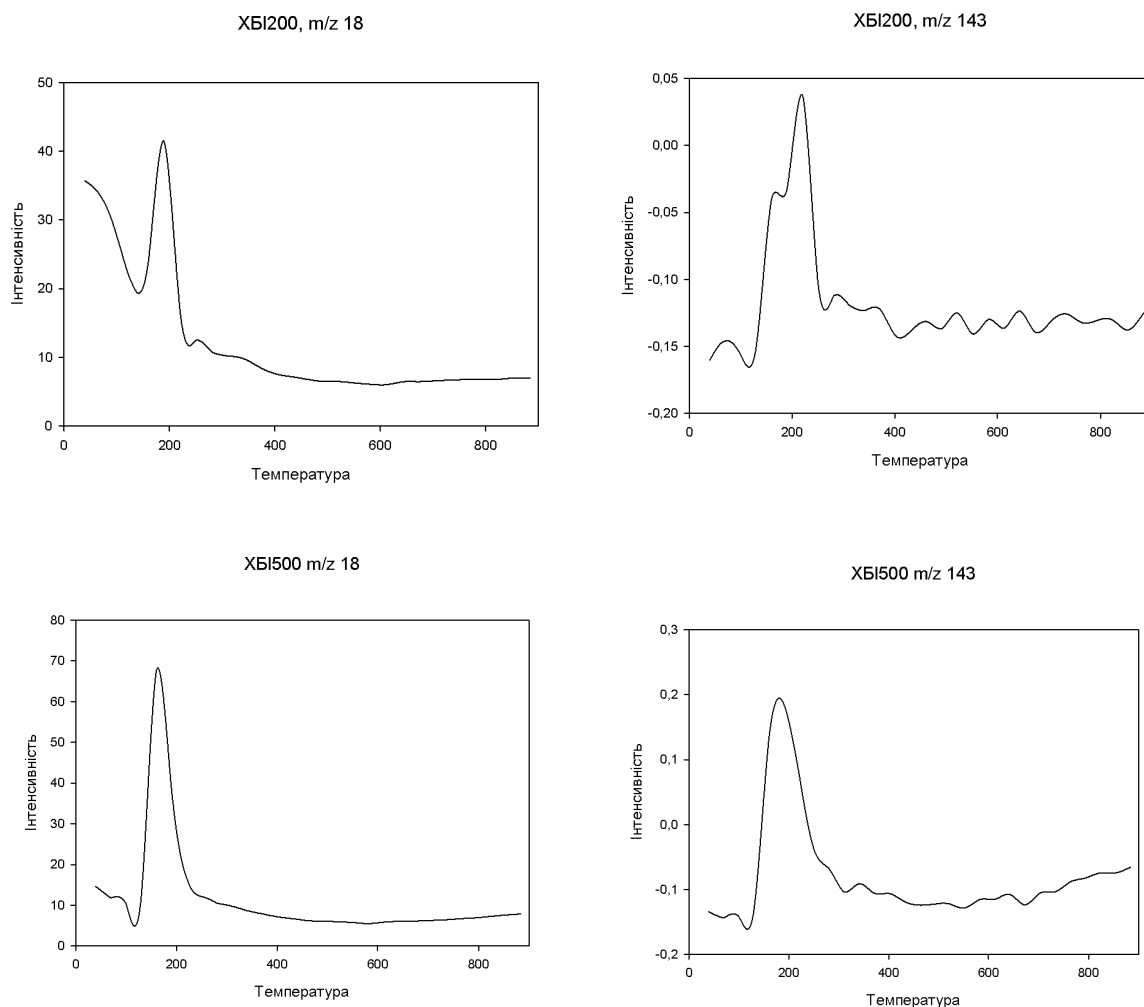 ХБІ200, m/z 18
50
40
30
20
10
0
0 200 400 600 800
Інтенсивність
Температура
ХБІ200, m/z 143
0,05
0,00
-0,05
-0,10
-0,15
-0,20
0 200 400 600 800
Інтенсивність
Температура
ХБІ500 m/z 18
80
70
60
50
40
30
20
10
0
0 200 400 600 800
Інтенсивність
Температура
ХБІ500 m/z 143
0,3
0,2
0,1
0,0
-0,1
-0,2
0 200 400 600 800
Інтенсивність
Температура